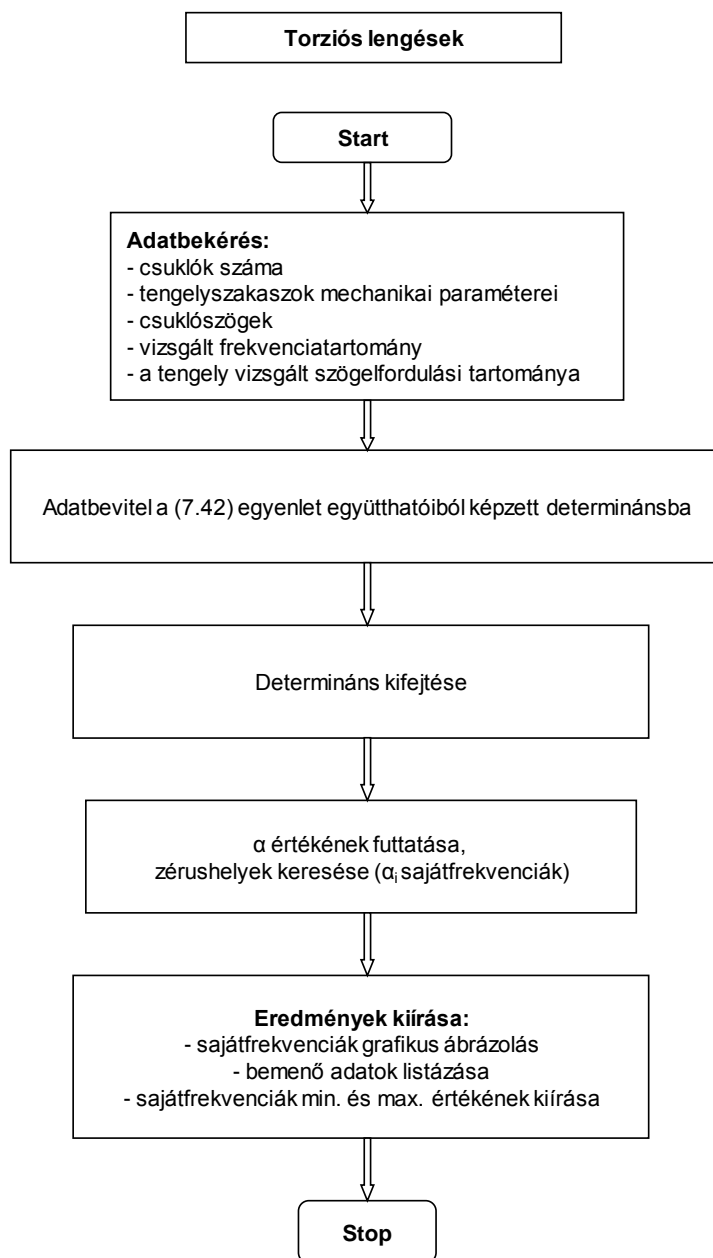 Torziós lengések
Start
Adatbekérés:
- csuklók száma
- tengelyszakaszok mechanikai paraméterei
- csuklószögek
- vizsgált frekvenciatartomány
- a tengely vizsgált szögelfordulási tartománya
Adatbevitel a (7.42) egyenlet együtthatóiból képzett determinánsba
Determináns kifejtése
α értékének futtatása,
zérushelyek keresése (αi sajátfrekvenciák)
Eredmények kiírása:
- sajátfrekvenciák grafikus ábrázolás
- bemenő adatok listázása
- sajátfrekvenciák min. és max. értékének kiírása
Stop